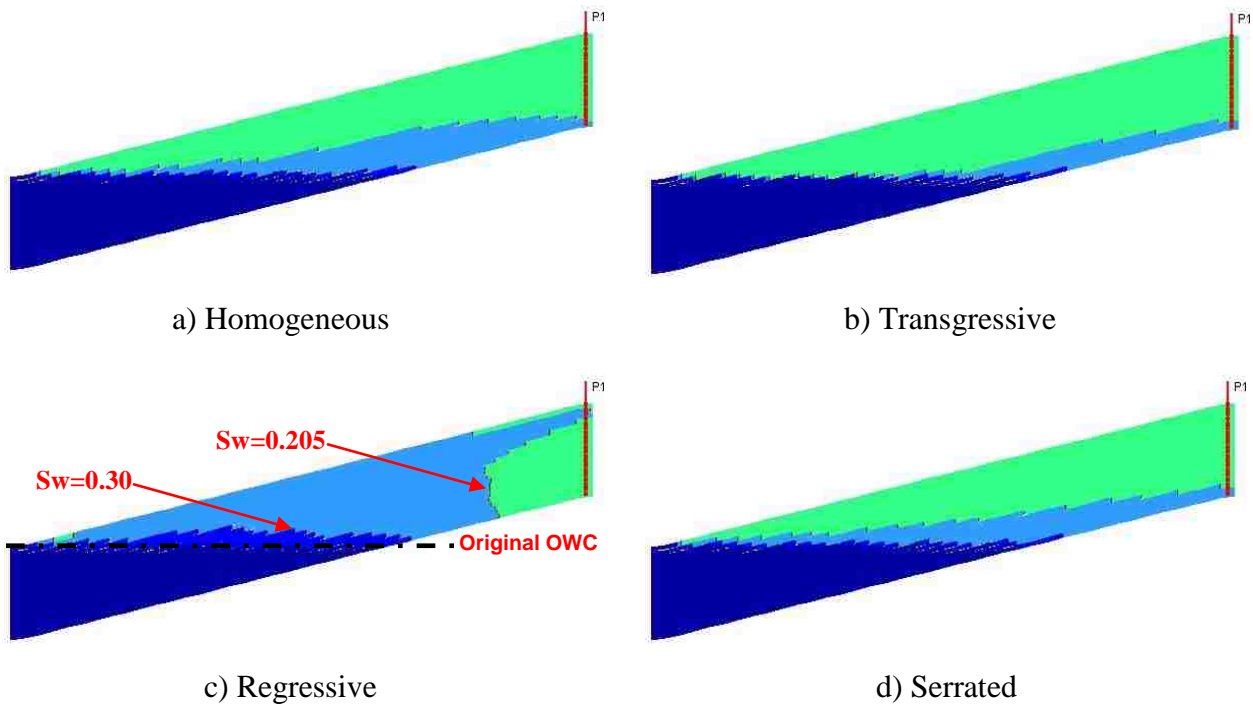 P1
P1
a) Homogeneous
b) Transgressive
P1
P1
Sw=0.205
Sw=0.30
Original OWC
c) Regressive
d) Serrated